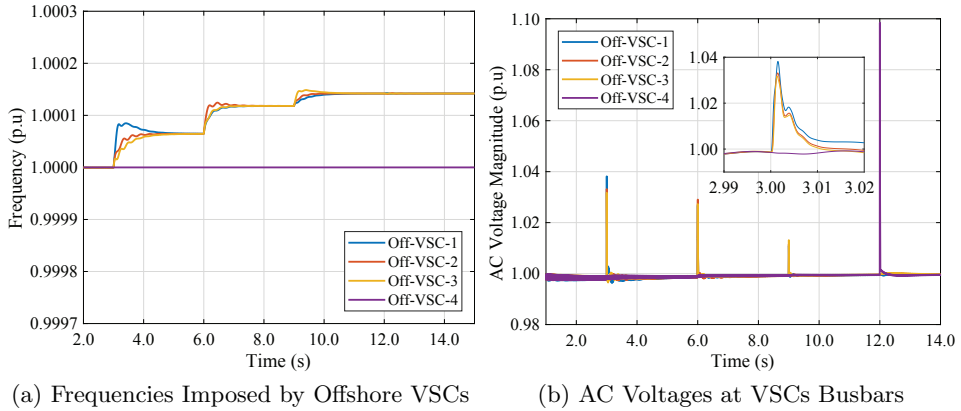 1.0003
1.0002
1.0001
1.0000
0.9999
0.9998
0.9997
Frequency (p.u)
2.0 4.0 6.0 8.0 10.0 12.0 14.0
Time (s)
Off-VSC-1
Off-VSC-2
Off-VSC-3
Off-VSC-4
(a) Frequencies Imposed by Offshore VSCs
1.10
1.08
1.06
1.04
1.02
1.00
0.98
AC Voltage Magnitude (p.u)
2.0 4.0 6.0 8.0 10.0 12.0 14.0
Time (s)
Off-VSC-1
Off-VSC-2
Off-VSC-3
Off-VSC-4
1.04
1.02
1.00
2.99 3.00 3.01 3.02
(b) AC Voltages at VSCs Busbars